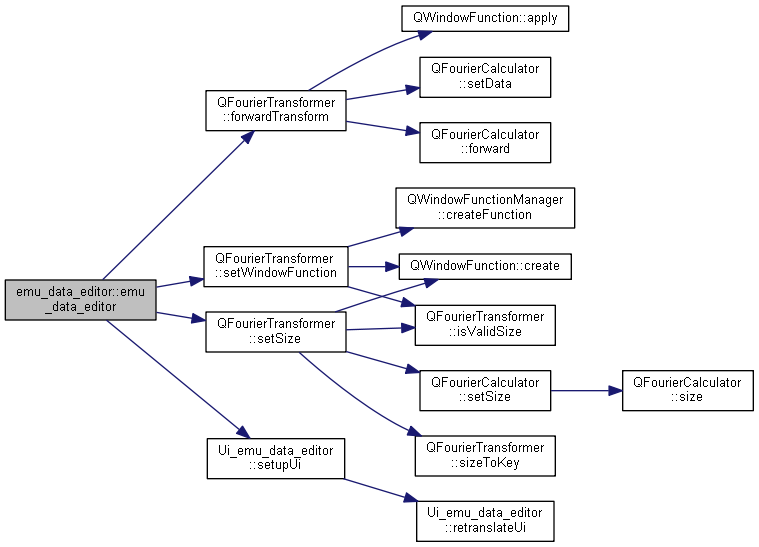 QWindowFunction::apply
QFourierCalculator
::setData
QFourierTransformer
::forwardTransform
QFourierCalculator
::forward
QWindowFunctionManager
::createFunction
QFourierTransformer
::setWindowFunction
QWindowFunction::create
emu_data_editor::emu
_data_editor
QFourierTransformer
::setSize
QFourierTransformer
::isValidSize
QFourierCalculator
::setSize
QFourierCalculator
::size
Ui_emu_data_editor
::setupUi
QFourierTransformer
::sizeToKey
Ui_emu_data_editor
::retranslateUi